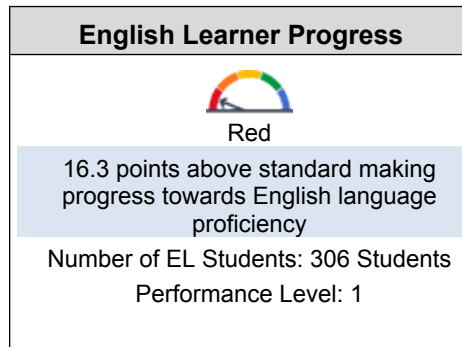 English Learner Progress
Red
16.3 points above standard making
progress towards English language
proficiency
Number of EL Students: 306 Students
Performance Level: 1